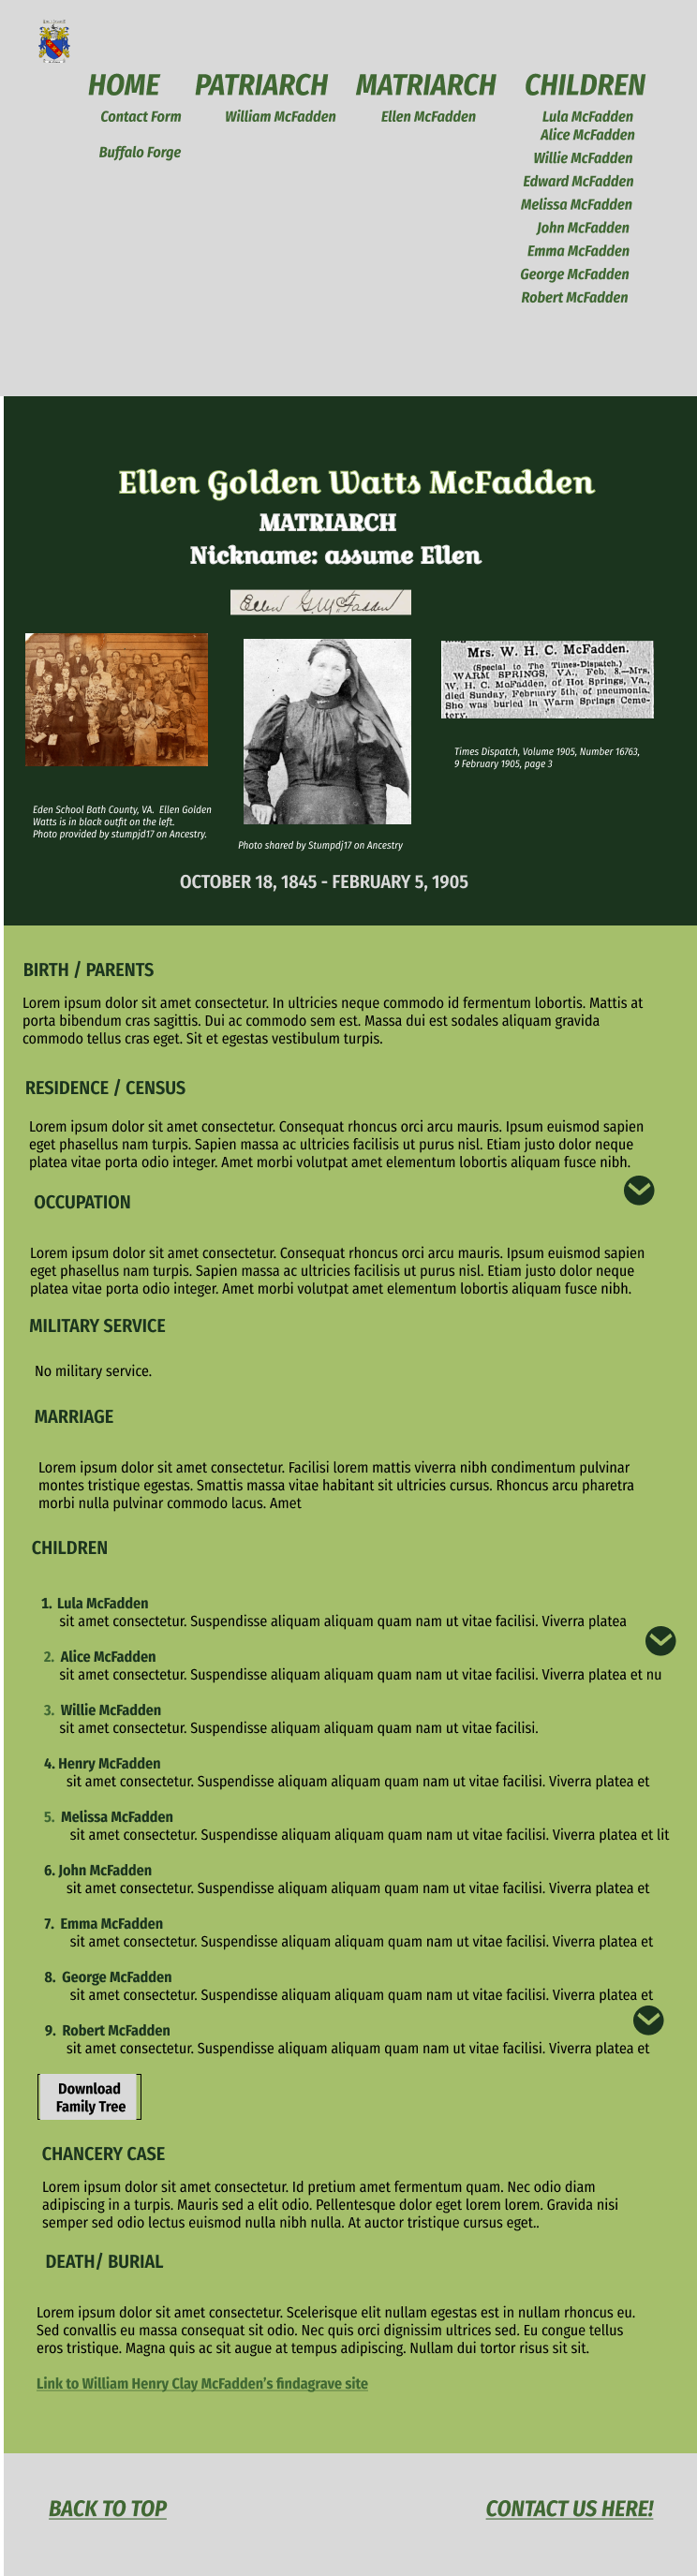 HOME PATRIARCH MATRIARCH CHILDREN
Contact Form William McFadden Ellen McFadden Lula McFadden
Alice McFadden
Buffalo Forge
Willie McFadden
Edward McFadden
Melissa McFadden
John McFadden
Emma McFadden
George McFadden
Robert McFadden
Ellen Golden Watts McFadden
MATRIARCH
Nickname: assume Ellen
Ellen G McFadden
Mrs. W. H. C. McFadden.
(Special to The Times-Dispatch.)
WARM SPRINGS, VA., Feb. 8.—Mrs.
W. H. C. McFadden, of Hot Springs, Va.,
died Sunday, February 5th, of pneumonia.
She was buried in Warm Springs Ceme-
tery.
Times Dispatch, Volume 1905, Number 16763,
9 February 1905, page 3
Eden School Bath County, VA. Ellen Golden
Watts is in black outfit on the left.
Photo provided by stumpjd17 on Ancestry.
Photo shared by Stumpdj17 on Ancestry
OCTOBER 18, 1845 - FEBRUARY 5, 1905
BIRTH / PARENTS
Lorem ipsum dolor sit amet consectetur. In ultricies neque commodo id fermentum lobortis. Mattis at
porta bibendum cras sagittis. Dui ac commodo sem est. Massa dui est sodales aliquam gravida
commodo tellus cras eget. Sit et egestas vestibulum turpis.
RESIDENCE / CENSUS
Lorem ipsum dolor sit amet consectetur. Consequat rhoncus orci arcu mauris. Ipsum euismod sapien
eget phasellus nam turpis. Sapien massa ac ultricies facilisis ut purus nisl. Etiam justo dolor neque
platea vitae porta odio integer. Amet morbi volutpat amet elementum lobortis aliquam fusce nibh.
OCCUPATION
Lorem ipsum dolor sit amet consectetur. Consequat rhoncus orci arcu mauris. Ipsum euismod sapien
eget phasellus nam turpis. Sapien massa ac ultricies facilisis ut purus nisl. Etiam justo dolor neque
platea vitae porta odio integer. Amet morbi volutpat amet elementum lobortis aliquam fusce nibh.
MILITARY SERVICE
No military service.
MARRIAGE
Lorem ipsum dolor sit amet consectetur. Facilisi lorem mattis viverra nibh condimentum pulvinar
montes tristique egestas. Smattis massa vitae habitant sit ultricies cursus. Rhoncus arcu pharetra
morbi nulla pulvinar commodo lacus. Amet
CHILDREN
1. Lula McFadden
sit amet consectetur. Suspendisse aliquam aliquam quam nam ut vitae facilisi. Viverra platea
2. Alice McFadden
sit amet consectetur. Suspendisse aliquam aliquam quam nam ut vitae facilisi. Viverra platea et nu
3. Willie McFadden
sit amet consectetur. Suspendisse aliquam aliquam quam nam ut vitae facilisi.
4. Henry McFadden
sit amet consectetur. Suspendisse aliquam aliquam quam nam ut vitae facilisi. Viverra platea et
5. Melissa McFadden
sit amet consectetur. Suspendisse aliquam aliquam quam nam ut vitae facilisi. Viverra platea et lit
6. John McFadden
sit amet consectetur. Suspendisse aliquam aliquam quam nam ut vitae facilisi. Viverra platea et
7. Emma McFadden
sit amet consectetur. Suspendisse aliquam aliquam quam nam ut vitae facilisi. Viverra platea et
8. George McFadden
sit amet consectetur. Suspendisse aliquam aliquam quam nam ut vitae facilisi. Viverra platea et
9. Robert McFadden
sit amet consectetur. Suspendisse aliquam aliquam quam nam ut vitae facilisi. Viverra platea et
Download
Family Tree
CHANCERY CASE
Lorem ipsum dolor sit amet consectetur. Id pretium amet fermentum quam. Nec odio diam
adipiscing in a turpis. Mauris sed a elit odio. Pellentesque dolor eget lorem lorem. Gravida nisi
semper sed odio lectus euismod nulla nibh nulla. At auctor tristique cursus eget..
DEATH/ BURIAL
Lorem ipsum dolor sit amet consectetur. Scelerisque elit nullam egestas est in nullam rhoncus eu.
Sed convallis eu massa consequat sit odio. Nec quis orci dignissim ultrices sed. Eu congue tellus
eros tristique. Magna quis ac sit augue at tempus adipiscing. Nullam dui tortor risus sit sit.
Link to William Henry Clay McFadden's findagrave site
BACK TO TOP CONTACT US HERE!